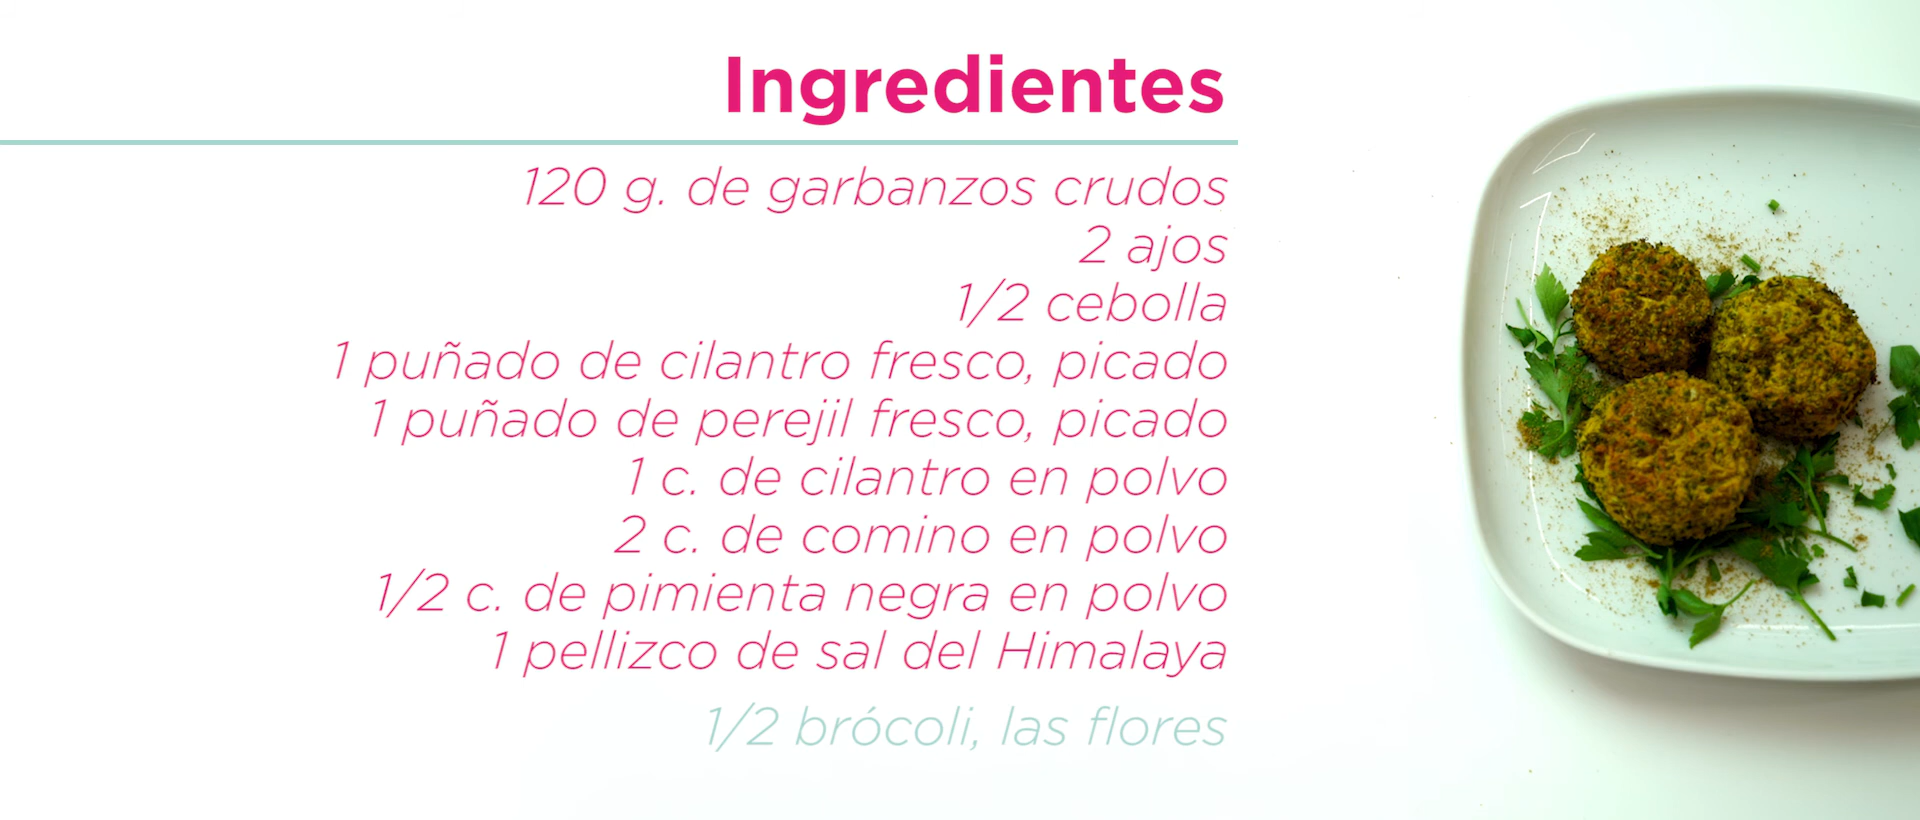 Ingredientes
120 g. de garbanzos crudos
2 ajos
1/2 cebolla
1 puñado de cilantro fresco, picado
1 puñado de perejil fresco, picado
1 c. de cilantro en polvo
2 c. de comino en polvo
1/2 c. de pimienta negra en polvo
1 pellizco de sal del Himalaya
1/2 brócoli, las flores